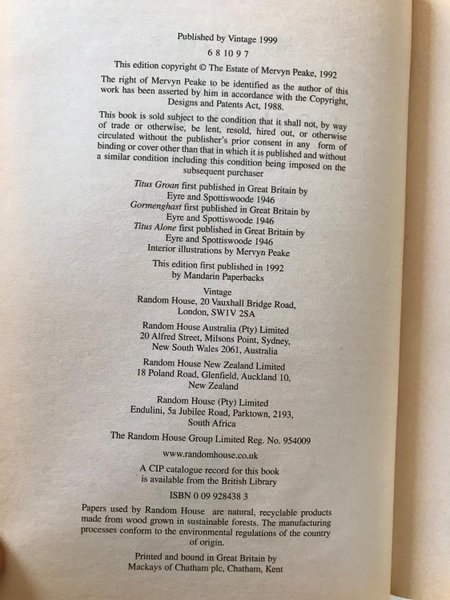 Published by Vintage 1999
6 8 10 9 7
This edition copyright © The Estate of Mervyn Peake, 1992
The right of Mervyn Peake to be identified as the author of this
work has been asserted by him in accordance with the Copyright,
Designs and Patents Act, 1988.
This book is sold subject to the condition that it shall not, by way
of trade or otherwise, be lent, resold, hired out, or otherwise
circulated without the publisher's prior consent in any form of
binding or cover other than that in which it is published and without
a similar condition including this condition being imposed on the
subsequent purchaser
Titus Groan first published in Great Britain by
Eyre and Spottiswoode 1946
Gormenghast first published in Great Britain by
Eyre and Spottiswoode 1946
Titus Alone first published in Great Britain by
Eyre and Spottiswoode 1946
Interior illustrations by Mervyn Peake
This edition first published in 1992
by Mandarin Paperbacks
Vintage
Random House, 20 Vauxhall Bridge Road,
London, SW1V 2SA
Random House Australia (Pty) Limited
20 Alfred Street, Milsons Point, Sydney,
New South Wales 2061, Australia
Random House New Zealand Limited
18 Poland Road, Glenfield, Auckland 10,
New Zealand
Random House (Pty) Limited
Endulini, 5a Jubilee Road, Parktown, 2193,
South Africa
The Random House Group Limited Reg. No. 954009
www.randomhouse.co.uk
A CIP catalogue record for this book
is available from the British Library
ISBN 0 09 928438 3
Papers used by Random House are natural, recyclable products
made from wood grown in sustainable forests. The manufacturing
processes conform to the environmental regulations of the country
of origin.
Printed and bound in Great Britain by
Mackays of Chatham plc, Chatham, Kent